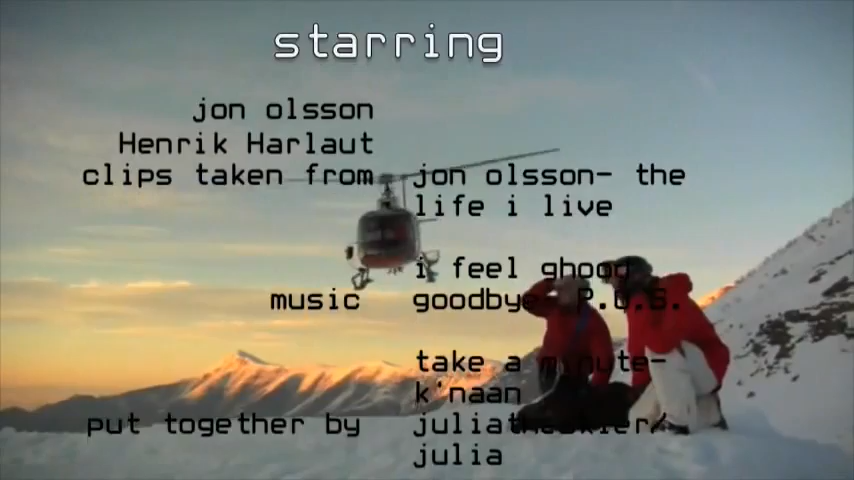 starring
jon olsson
Henrik Harlaut
clips taken from jon olsson- the
life i live
i feel ghood
music goodbye P.O.S.
take a minute-
k'naan
put together by juliatheskier/
julia